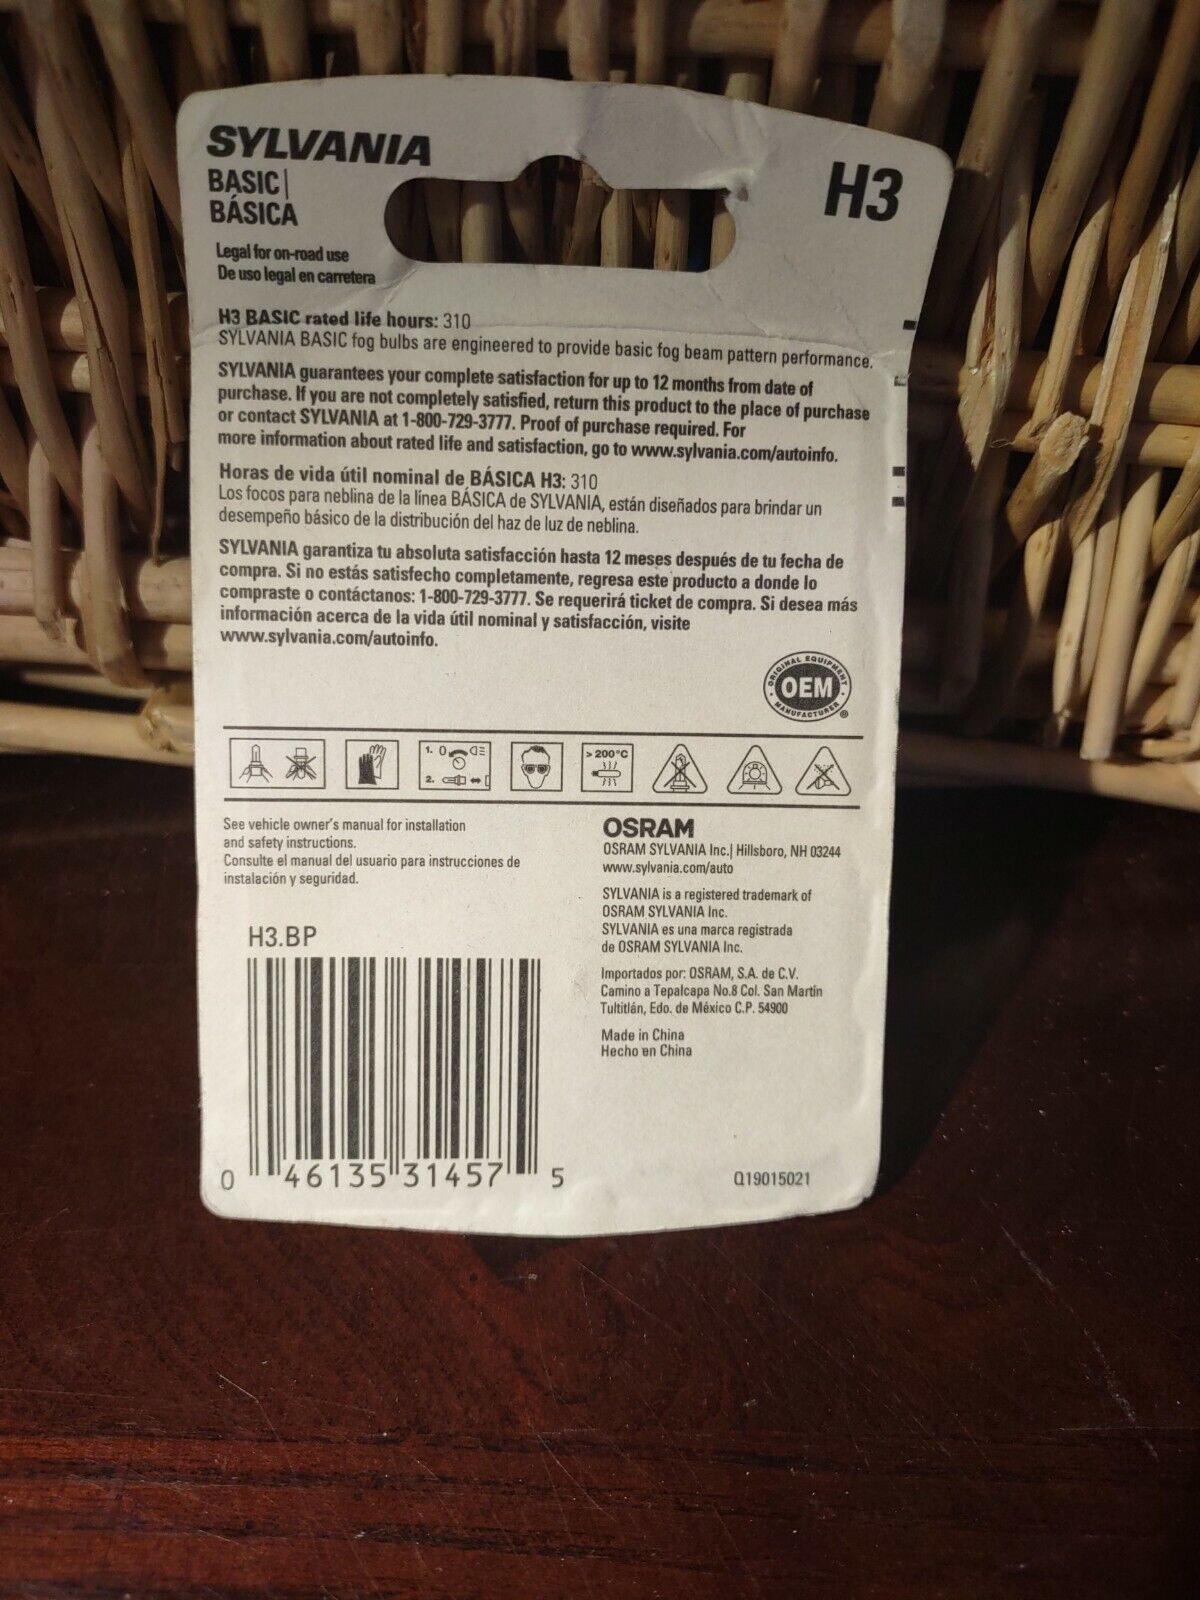 SYLVANIA
BASIC|
BÁSICA
H3
Legal for on-road use
De uso legal en carretera
H3 BASIC rated life hours: 310
SYLVANIA BASIC fog bulbs are engineered to provide basic fog beam pattern performance.
SYLVANIA guarantees your complete satisfaction for up to 12 months from date of
purchase. If you are not completely satisfied, return this product to the place of purchase
or contact SYLVANIA at 1-800-729-3777. Proof of purchase required. For
more information about rated life and satisfaction, go to www.sylvania.com/autoinfo.
Horas de vida útil nominal de BÁSICA H3: 310
Los focos para neblina de la línea BÁSICA de SYLVANIA, están diseñados para brindar un
desempeño básico de la distribución del haz de luz de neblina.
SYLVANIA garantiza tu absoluta satisfacción hasta 12 meses después de tu fecha de
compra. Si no estás satisfecho completamente, regresa este producto a donde lo
compraste o contáctanos: 1-800-729-3777. Se requerirá ticket de compra. Si desea más
información acerca de la vida útil nominal y satisfacción, visite
www.sylvania.com/autoinfo.
ORIGINAL EQUIPMENT
OEM
MANUFACTURER ®
1. 0
2.
>200°C
See vehicle owner's manual for installation
and safety instructions.
Consulte el manual del usuario para instrucciones de
instalación y seguridad.
H3.BP
0 46135 31457 5
OSRAM
OSRAM SYLVANIA Inc.| Hillsboro, NH 03244
www.sylvania.com/auto
SYLVANIA is a registered trademark of
OSRAM SYLVANIA Inc.
SYLVANIA es una marca registrada
de OSRAM SYLVANIA Inc.
Importados por: OSRAM, S.A. de C.V.
Camino a Tepalcapa No.8 Col. San Martín
Tultitlán, Edo. de México C.P. 54900
Made in China
Hecho en China
Q19015021